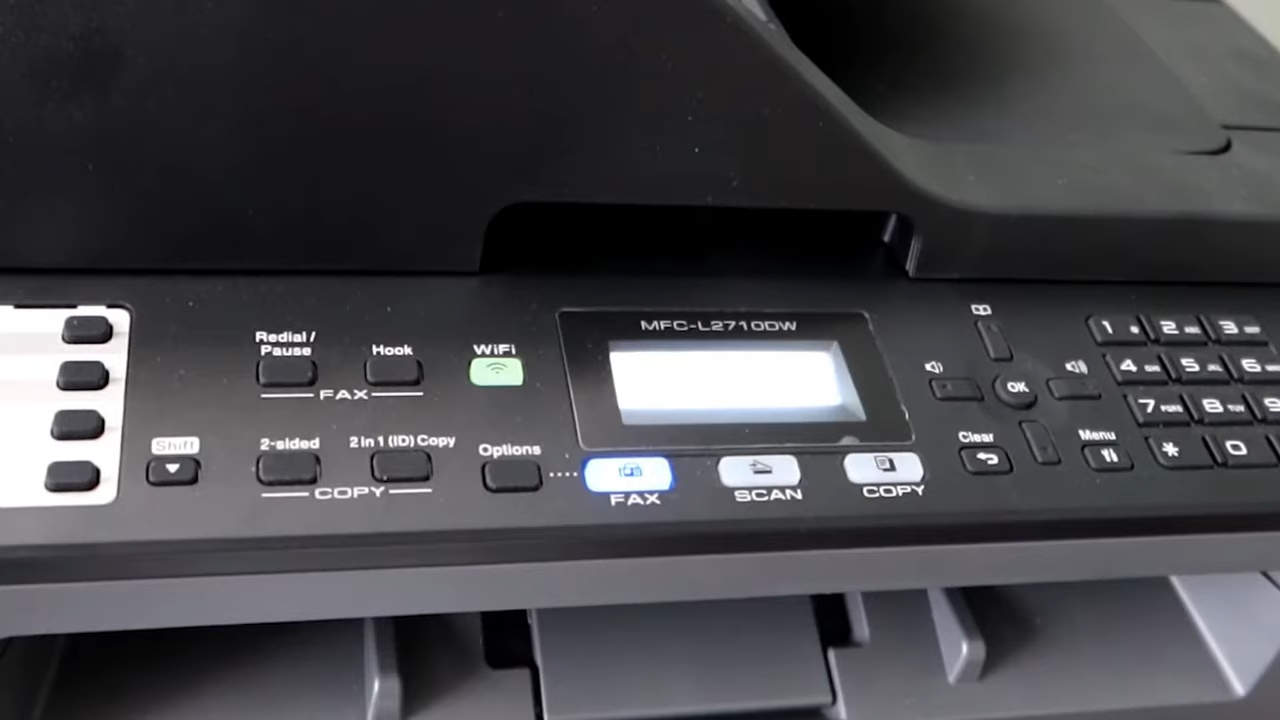 MFC-L2710DW
Redial /
Pause
Hook
WiFi
FAX
Shift
2-sided
2 in 1 (ID) Copy
COPY
Options
FAX
SCAN
COPY
OK
Clear
Menu
1
2 ABC
3 DEF
4 GHI
5 JKL
6
7 PQRS
8 TUV
9
*
0